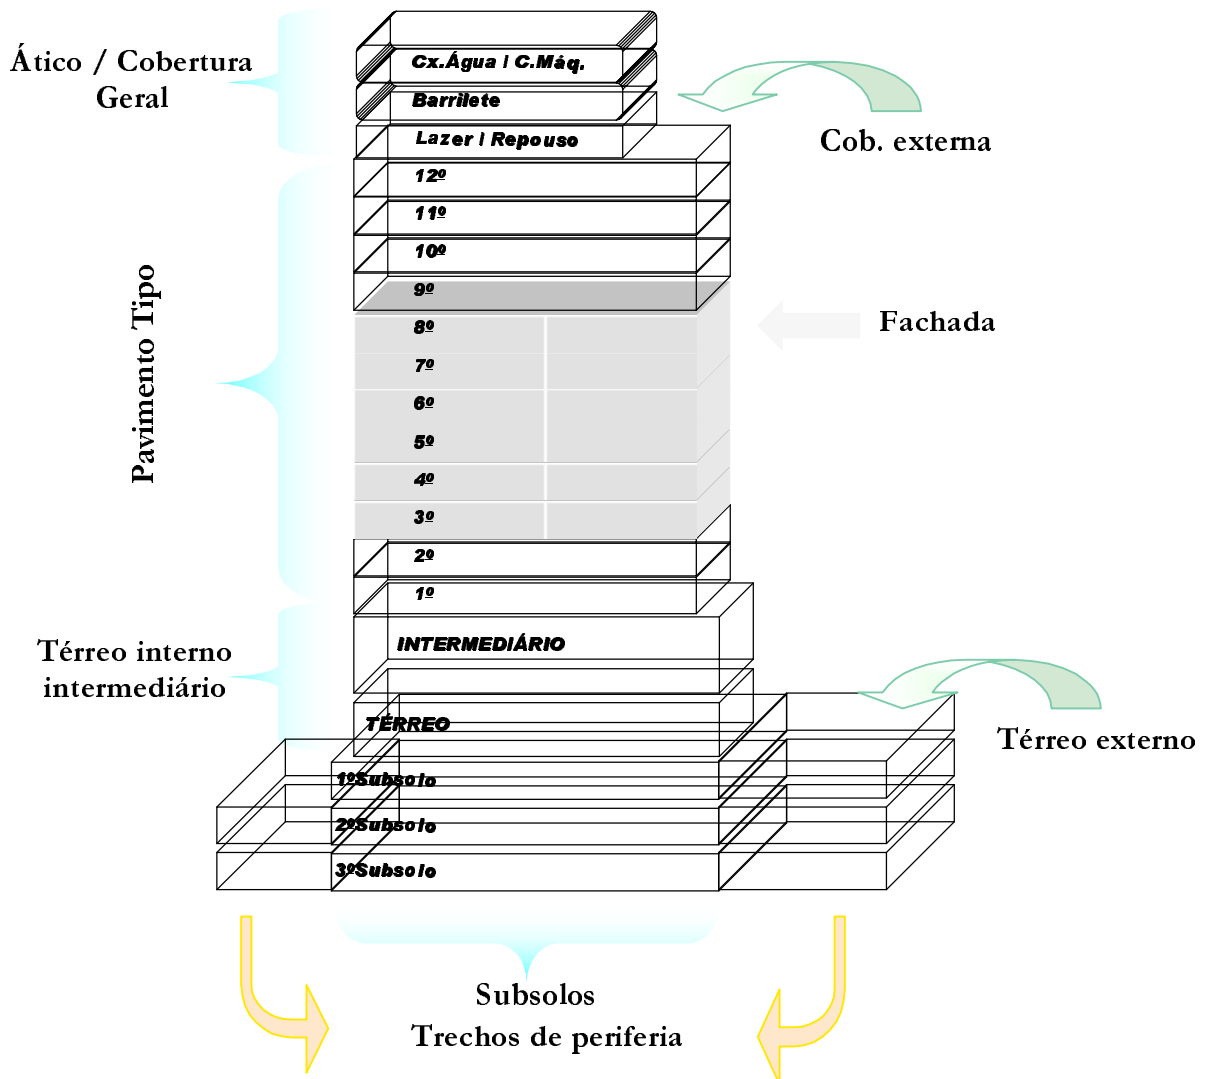 Ático / Cobertura
Geral
Cx.Água / C.Máq.
Barrilete
Lazer / Repouso
Cob. externa
12º
11º
10º
9º
8º
7º
6º
5º
4º
3º
2º
1º
Pavimento Tipo
Fachada
Térreo interno
intermediário
INTERMEDIÁRIO
TÉRREO
Térreo externo
1ºSubsolo
2ºSubsolo
3ºSubsolo
Subsolos
Trechos de periferia